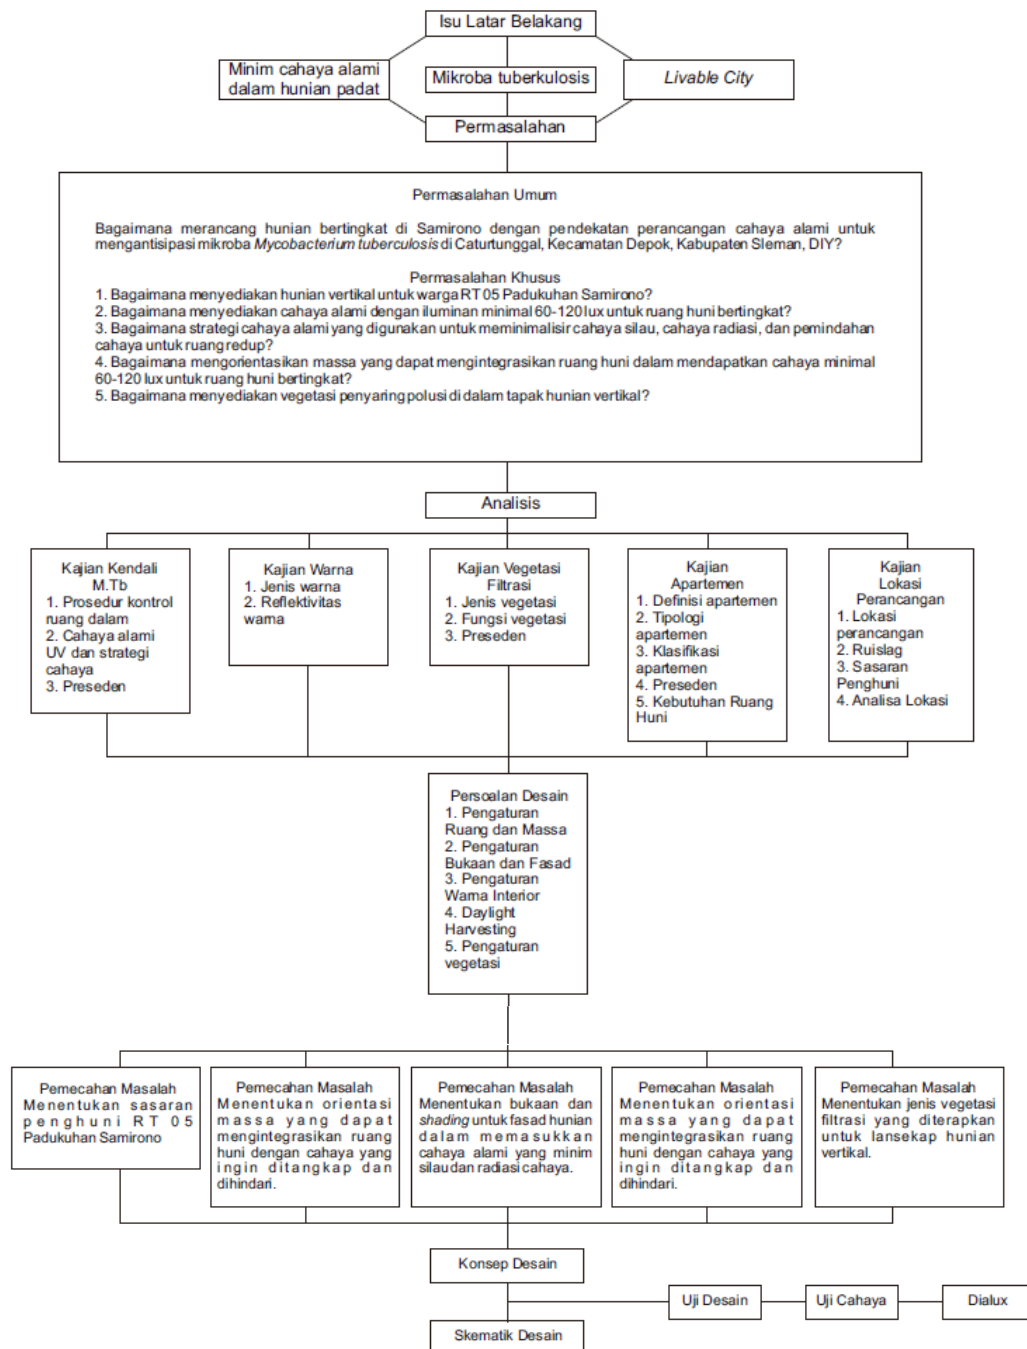 Isu Latar Belakang
Minim cahaya alami
dalam hunian padat
Mikroba tuberkulosis
Livable City
Permasalahan
Permasalahan Umum
Bagaimana merancang hunian bertingkat di Samirono dengan pendekatan perancangan cahaya alami untuk
mengantisipasi mikroba Mycobacterium tuberculosis di Caturtunggal, Kecamatan Depok, Kabupaten Sleman, DIY?
Permasalahan Khusus
1. Bagaimana menyediakan hunian vertikal untuk warga RT 05 Padukuhan Samirono?
2. Bagaimana menyediakan cahaya alami dengan iluminan minimal 60-120 lux untuk ruang huni bertingkat?
3. Bagaimana strategi cahaya alami yang digunakan untuk meminimalisir cahaya silau, cahaya radiasi, dan pemindahan
cahaya untuk ruang redup?
4. Bagaimana mengorientasikan massa yang dapat mengintegrasikan ruang huni dalam mendapatkan cahaya minimal
60-120 lux untuk ruang huni bertingkat?
5. Bagaimana menyediakan vegetasi penyaring polusi di dalam tapak hunian vertikal?
Analisis
Kajian Kendali
M.Tb
1. Prosedur kontrol
ruang dalam
2. Cahaya alami
UV dan strategi
cahaya
3. Preseden
Kajian Warna
1. Jenis warna
2. Reflektivitas
warna
Kajian Vegetasi
Filtrasi
1. Jenis vegetasi
2. Fungsi vegetasi
3. Preseden
Kajian
Apartemen
1. Definisi apartemen
2. Tipologi
apartemen
3. Klasifikasi
apartemen
4. Preseden
5. Kebutuhan Ruang
Huni
Kajian
Lokasi
Perancangan
1. Lokasi
perancangan
2. Ruislag
3. Sasaran
Penghuni
4. Analisa Lokasi
Persoalan Desain
1. Pengaturan
Ruang dan Massa
2. Pengaturan
Bukaan dan Fasad
3. Pengaturan
Warna Interior
4. Daylight
Harvesting
5. Pengaturan
vegetasi
Pemecahan Masalah
Menentukan sasaran
penghuni RT 05
Padukuhan Samirono
Pemecahan Masalah
Menentukan orientasi
massa yang dapat
mengintegrasikan ruang
huni dengan cahaya yang
ingin ditangkap dan
dihindari.
Pemecahan Masalah
Menentukan bukaan dan
shading untuk fasad hunian
dalam memasukkan
cahaya alami yang minim
silau dan radiasi cahaya.
Pemecahan Masalah
Menentukan orientasi
massa yang dapat
mengintegrasikan ruang
huni dengan cahaya yang
ingin ditangkap dan
dihindari.
Pemecahan Masalah
Menentukan jenis vegetasi
filtrasi yang diterapkan
untuk lansekap hunian
vertikal.
Konsep Desain
Uji Desain
Uji Cahaya
Dialux
Skematik Desain